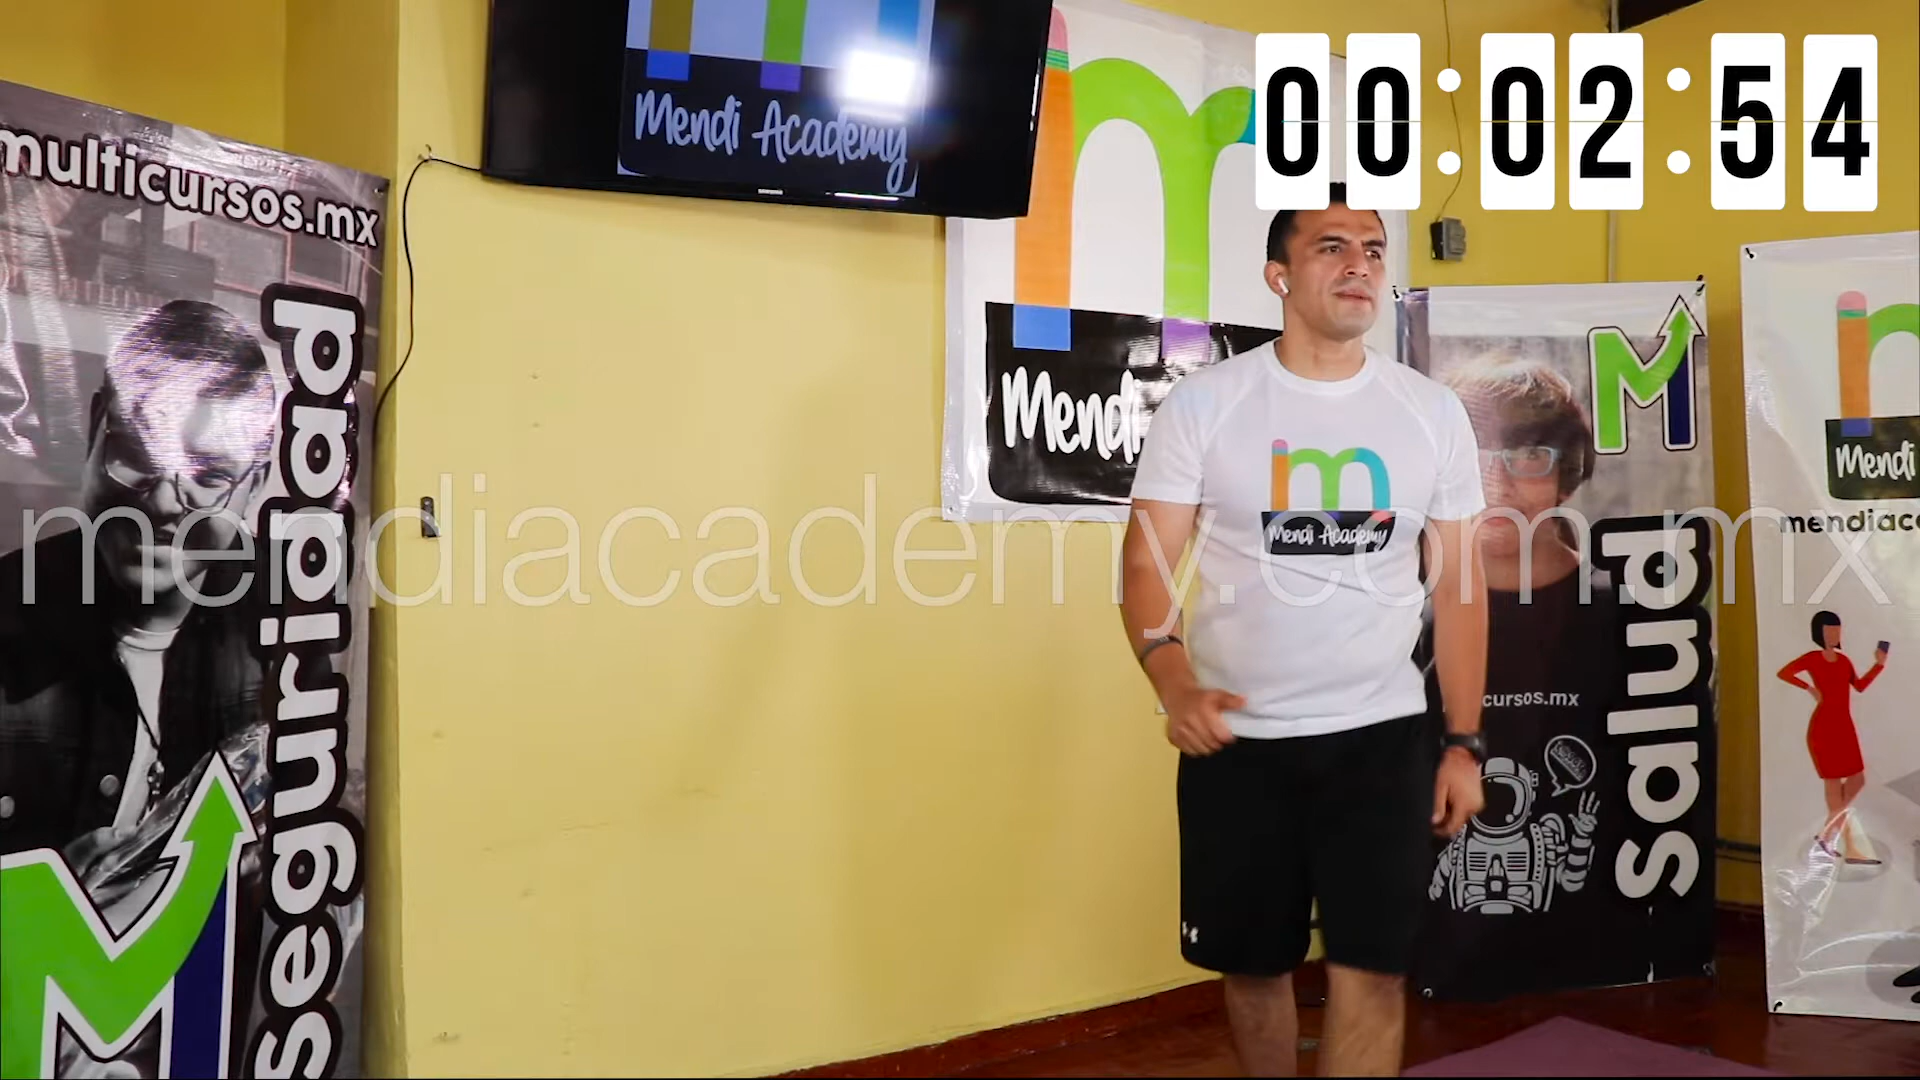 00:02:54
Mendi Academy
multicursos.mx
seguridad
Mendi
mendiacademy.com.mx
Mendi Academy
Mendi
mendiac
cursos.mx
Salud